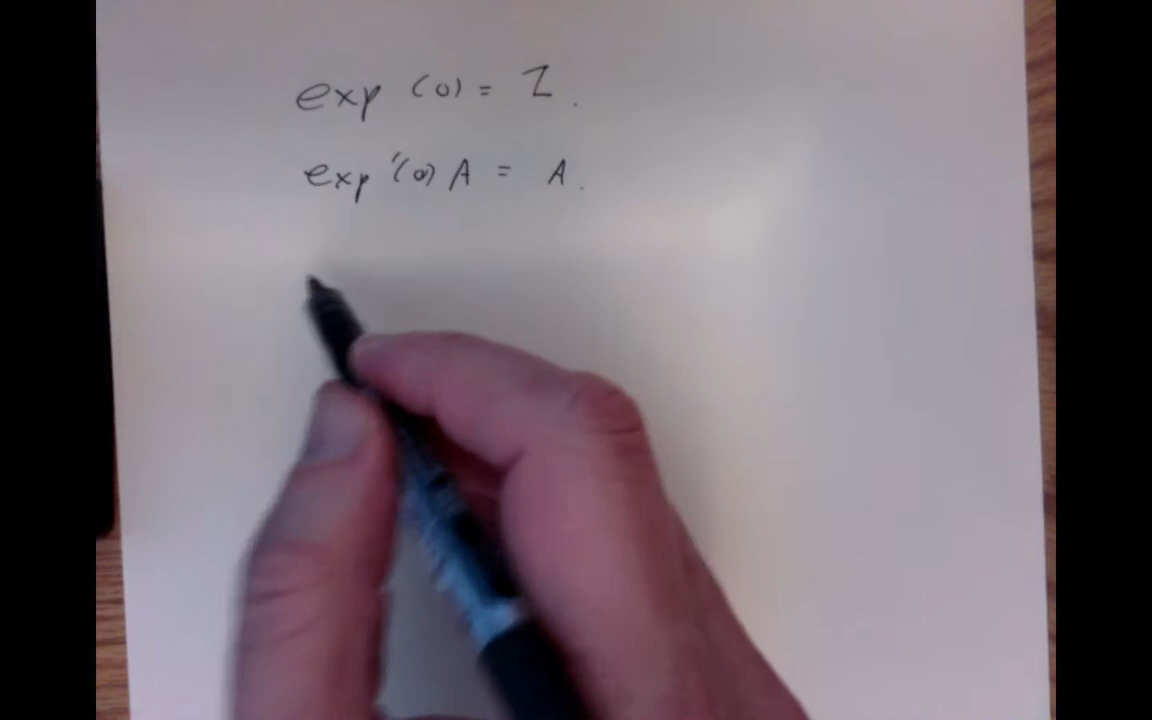 exp (0) = I.
exp'(0) A = A.